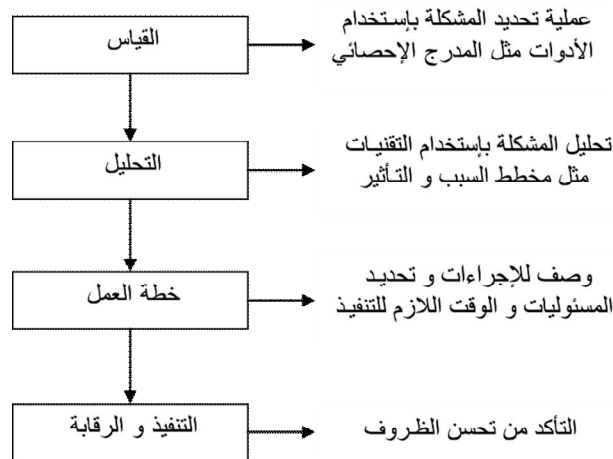 القياس
عملية تحديد المشكلة بإستخدام
الأدوات مثل المدرج الإحصائي
التحليل
تحليل المشكلة بإستخدام التقنيات
مثل مخطط السبب و التأثير
خطة العمل
وصف للإجراءات و تحديد
المسئوليات و الوقت اللازم للتنفيذ
التنفيذ و الرقابة
التأكد من تحسن الظروف